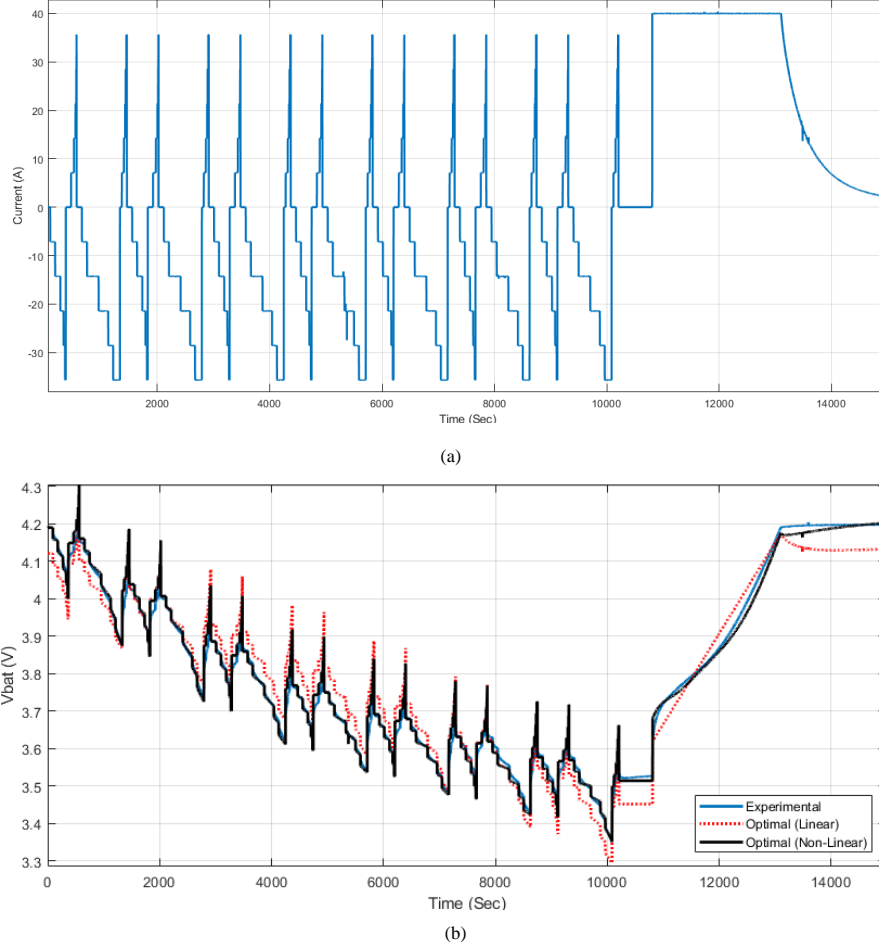 40
30
20
10
0
-10
-20
-30
Current (A)
2000 4000 6000 8000 10000 12000 14000
Time (Sec)
(a)
4.3
4.2
4.1
4
3.9
3.8
3.7
3.6
3.5
3.4
3.3
Vbat (V)
Experimental
Optimal (Linear)
Optimal (Non-Linear)
0 2000 4000 6000 8000 10000 12000 14000
Time (Sec)
(b)